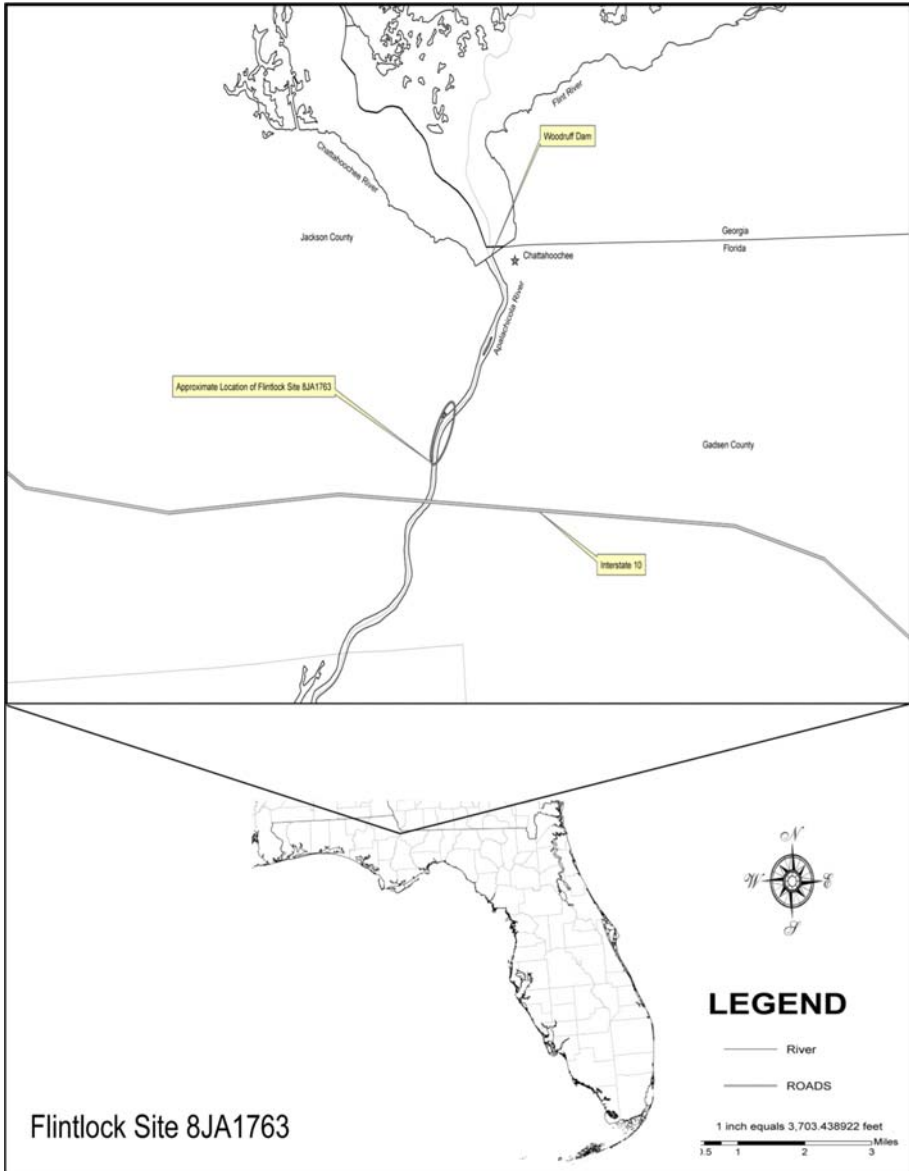 Flint River
Woodruff Dam
Chattahoochee River
Georgia
Jackson County
Florida
Chattahoochee
Apalachicola River
Approximate Location of Flintlock Site 8JA1763
Gadsen County
Interstate 10
N
W
E
S
LEGEND
River
ROADS
1 inch equals 3,703.438922 feet
Miles
0.5 1 2 3
Flintlock Site 8JA1763